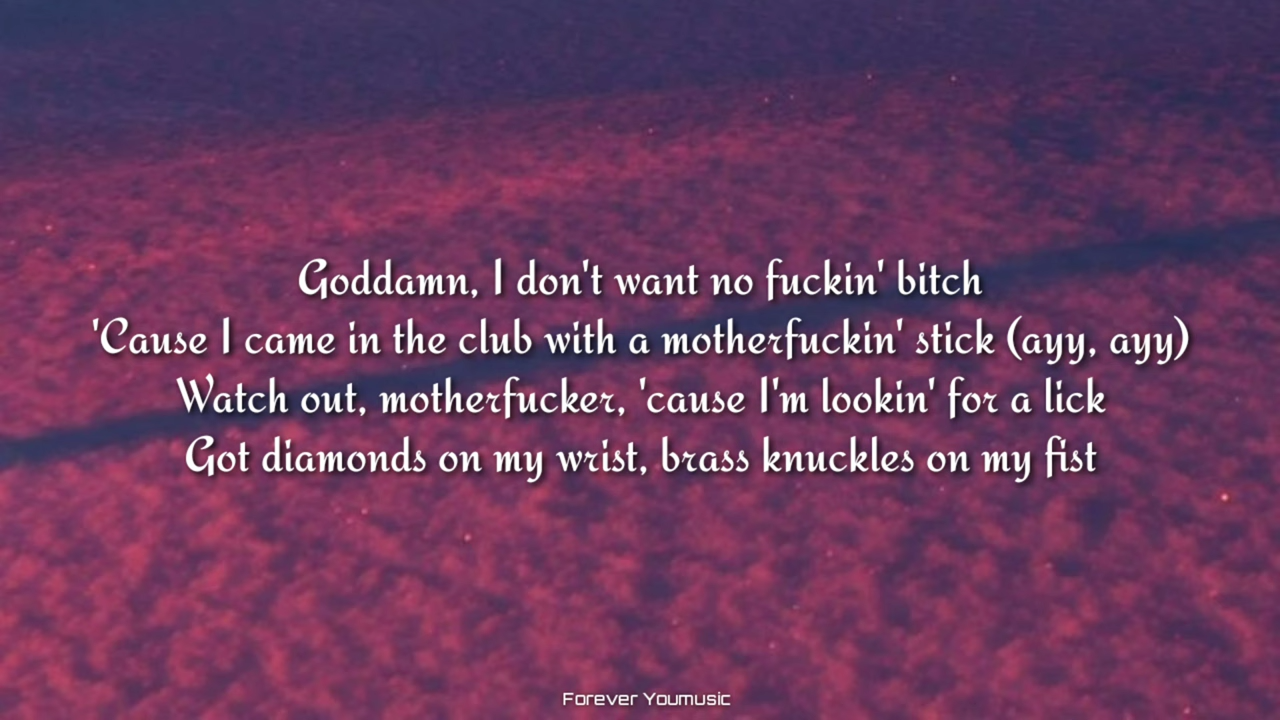 Goddamn, I don't want no fuckin' bitch
'Cause I came in the club with a motherfuckin' stick (ayy, ayy)
Watch out, motherfucker, 'cause I'm lookin' for a lick
Got diamonds on my wrist, brass knuckles on my fist
Forever Youmusic